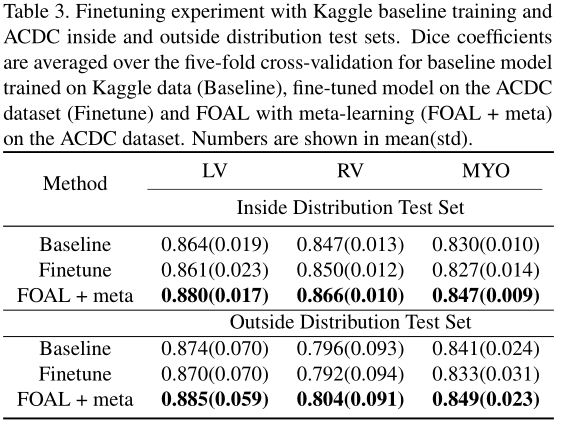 Table 3. Finetuning experiment with Kaggle baseline training and
ACDC inside and outside distribution test sets. Dice coefficients
are averaged over the five-fold cross-validation for baseline model
trained on Kaggle data (Baseline), fine-tuned model on the ACDC
dataset (Finetune) and FOAL with meta-learning (FOAL + meta)
on the ACDC dataset. Numbers are shown in mean(std).
Method LV RV MYO
Inside Distribution Test Set
Baseline 0.864(0.019) 0.847(0.013) 0.830(0.010)
Finetune 0.861(0.023) 0.850(0.012) 0.827(0.014)
FOAL + meta 0.880(0.017) 0.866(0.010) 0.847(0.009)
Outside Distribution Test Set
Baseline 0.874(0.070) 0.796(0.093) 0.841(0.024)
Finetune 0.870(0.070) 0.792(0.094) 0.833(0.031)
FOAL + meta 0.885(0.059) 0.804(0.091) 0.849(0.023)